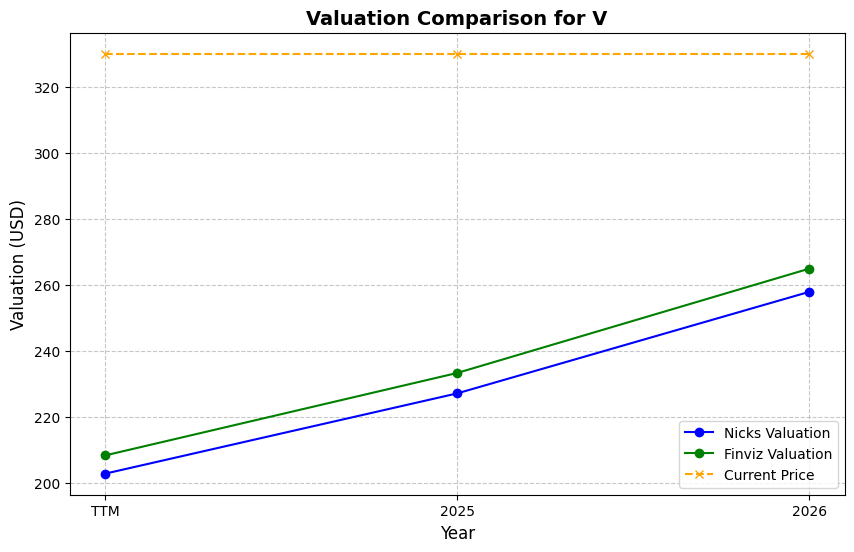 Valuation Comparison for V
Valuation (USD)
320
300
280
260
240
220
200
TTM
2025
2026
Year
Nicks Valuation
Finviz Valuation
Current Price